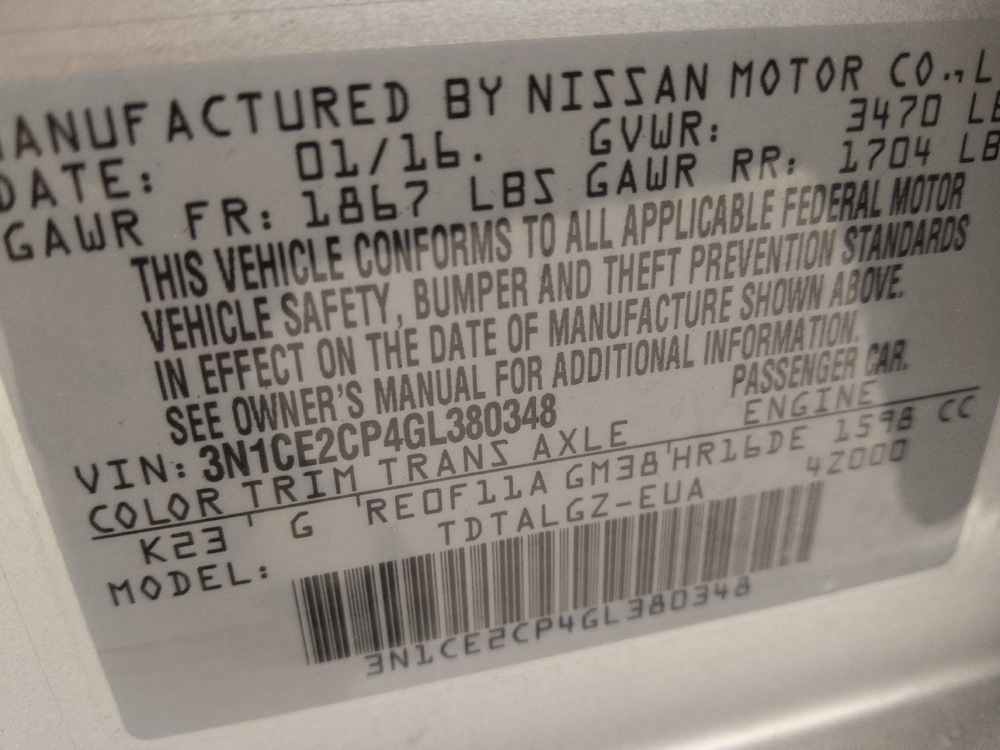 ANUFACTURED BY NISSAN MOTOR CO.,L
DATE: 01/16. GVWR: 3470 LB
GAWR FR: 1867 LBS GAWR RR: 1704 LB
THIS VEHICLE CONFORMS TO ALL APPLICABLE FEDERAL MOTOR
VEHICLE SAFETY, BUMPER AND THEFT PREVENTION STANDARDS
IN EFFECT ON THE DATE OF MANUFACTURE SHOWN ABOVE.
SEE OWNER'S MANUAL FOR ADDITIONAL INFORMATION.
VIN: 3N1CE2CP4GL380348 PASSENGER CAR.
COLOR TRIM TRANS AXLE ENGINE
K23 G RE0F11A GM38 HR16DE 1598 CC
MODEL: TDTALGZ-EUA 4Z000
3N1CE2CP4GL380348